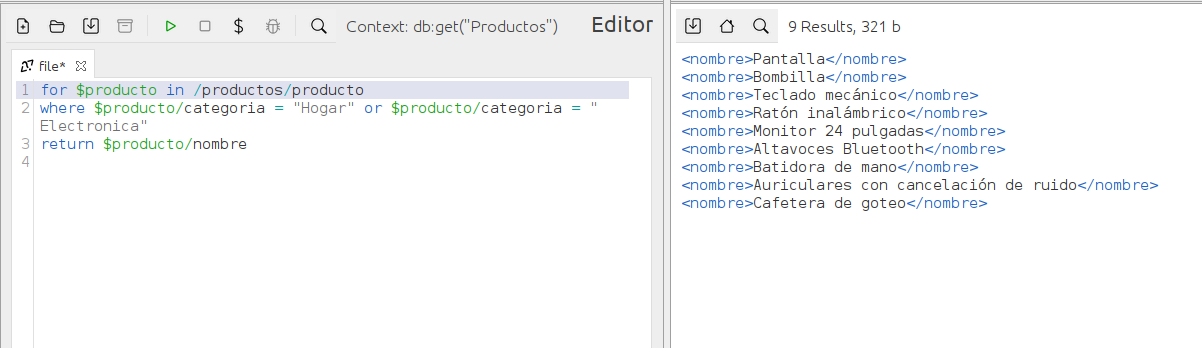 $ Context: db:get("Productos") Editor
file*
1 for $producto in /productos/producto
2 where $producto/categoria = "Hogar" or $producto/categoria = "
Electronica"
3 return $producto/nombre
4
9 Results, 321 b
<nombre>Pantalla</nombre>
<nombre>Bombilla</nombre>
<nombre>Teclado mecánico</nombre>
<nombre>Ratón inalámbrico</nombre>
<nombre>Monitor 24 pulgadas</nombre>
<nombre>Altavoces Bluetooth</nombre>
<nombre>Batidora de mano</nombre>
<nombre>Auriculares con cancelación de ruido</nombre>
<nombre>Cafetera de goteo</nombre>